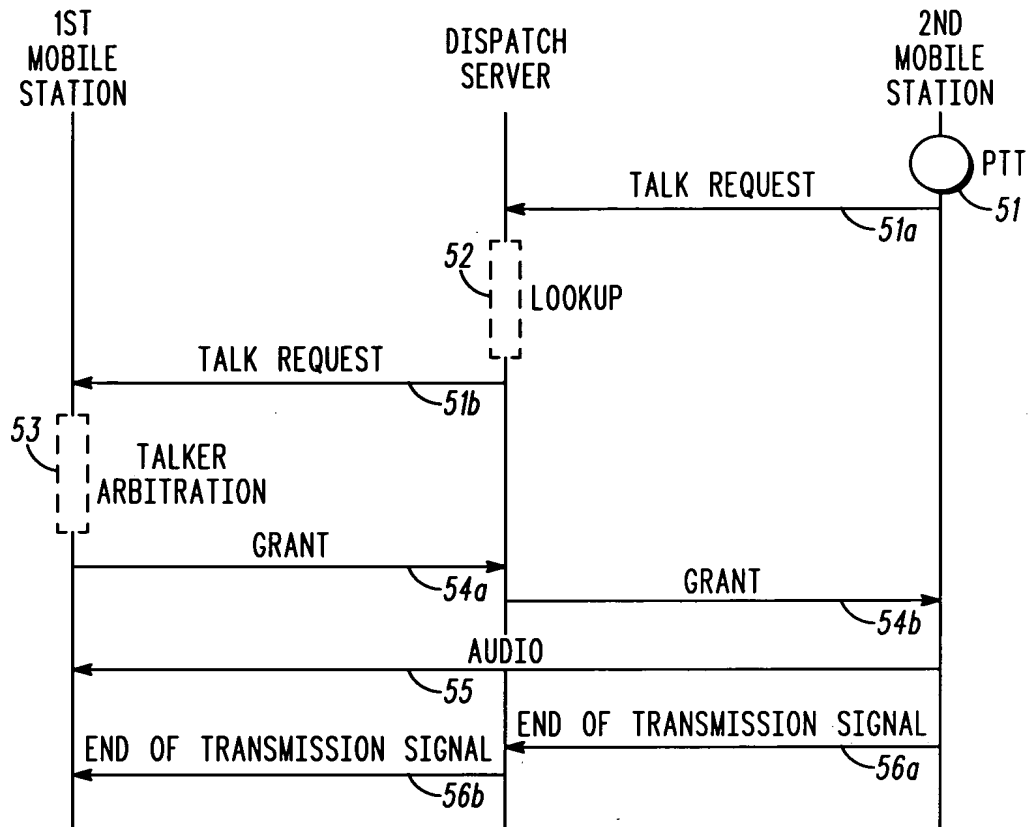 1ST
MOBILE
STATION
DISPATCH
SERVER
2ND
MOBILE
STATION
PTT
51
TALK REQUEST
51a
52
LOOKUP
TALK REQUEST
51b
53
TALKER
ARBITRATION
GRANT
54a
GRANT
54b
AUDIO
55
END OF TRANSMISSION SIGNAL
56a
END OF TRANSMISSION SIGNAL
56b